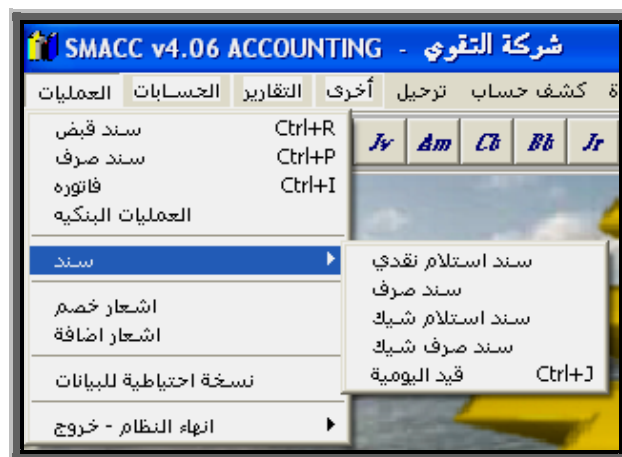 SMACC v4.06 ACCOUNTING - شركة التقوي
العمليات الحسابات التقارير أخرى ترحيل كشف حساب ة
Jv Am Cb Bb Jr
سند قبض Ctrl+R
سند صرف Ctrl+P
فاتوره Ctrl+I
العمليات البنكيه
سند
سند استلام نقدي
سند صرف
سند استلام شيك
سند صرف شيك
قيد اليومية Ctrl+J
اشعار خصم
اشعار اضافة
نسخة احتياطية للبيانات
انهاء النظام - خروج